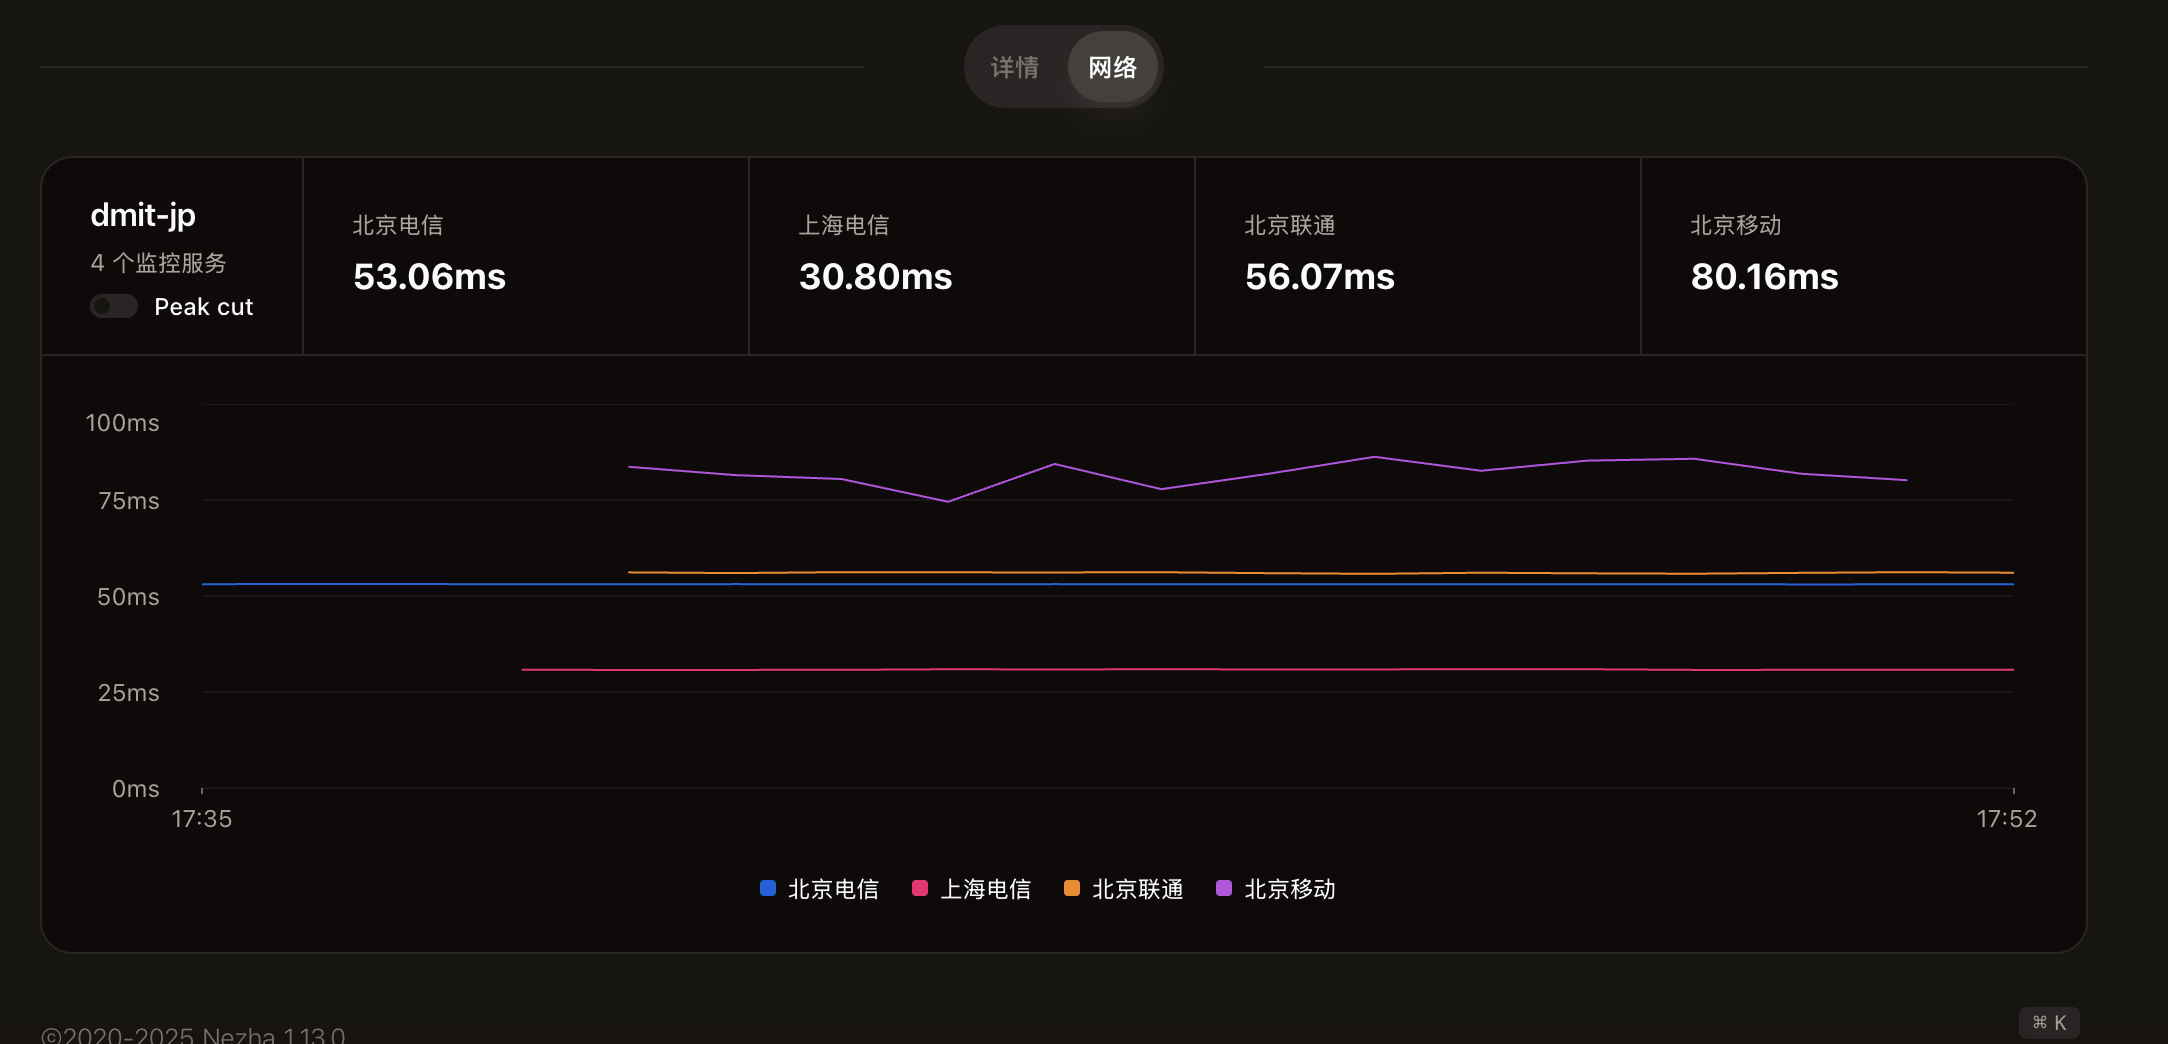 详情 网络
dmit-jp
4 个监控服务
Peak cut
北京电信
53.06ms
上海电信
30.80ms
北京联通
56.07ms
北京移动
80.16ms
100ms
75ms
50ms
25ms
0ms
17:35 17:52
北京电信 上海电信 北京联通 北京移动
©2020-2025 Nezha 1.13.0
⌘ K